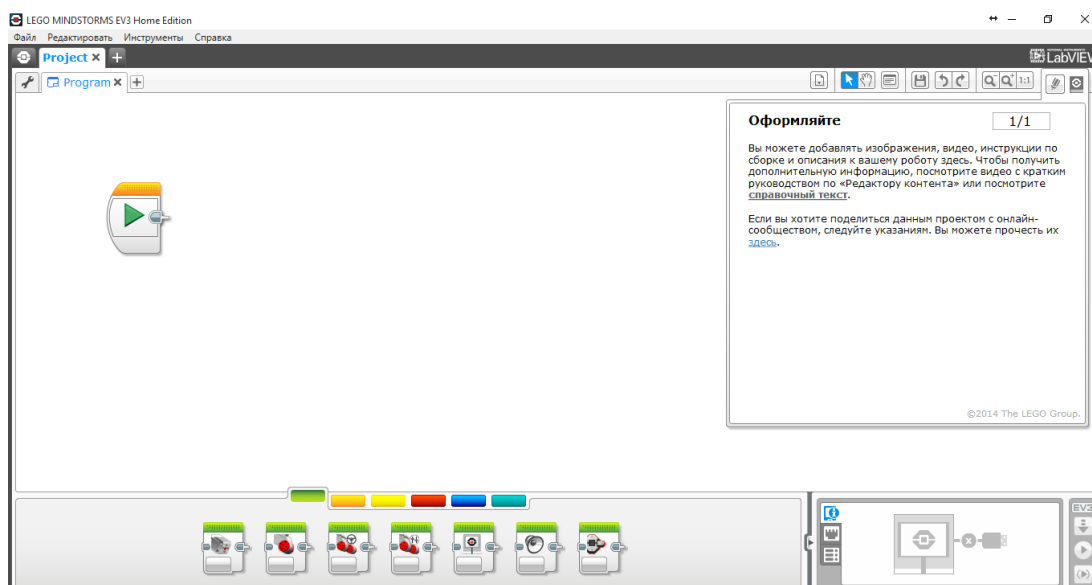 LEGO MINDSTORMS EV3 Home Edition
Файл Редактировать Инструменты Справка
Project
NATIONAL INSTRUMENTS
LabVIEW
Program
1:1
Оформляйте
1/1
Вы можете добавлять изображения, видео, инструкции по
сборке и описания к вашему роботу здесь. Чтобы получить
дополнительную информацию, посмотрите видео с кратким
руководством по «Редактору контента» или посмотрите
справочный текст.
Если вы хотите поделиться данным проектом с онлайн-
сообществом, следуйте указаниям. Вы можете прочесть их
здесь.
©2014 The LEGO Group.
EV3